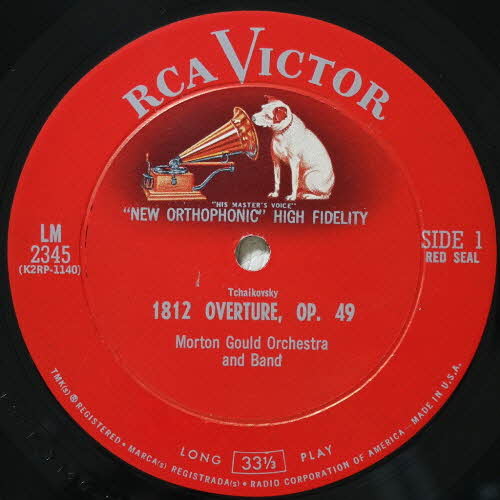 RCA VICTOR
"HIS MASTER'S VOICE"
"NEW ORTHOPHONIC" HIGH FIDELITY
LM
2345
(K2RP-1140)
SIDE 1
RED SEAL
Tchaikovsky
1812 OVERTURE, OP. 49
Morton Gould Orchestra
and Band
LONG 33⅓ PLAY
TMK(s) ® REGISTERED • MARCA(s) REGISTRADA(s) • RADIO CORPORATION OF AMERICA—MADE IN U.S.A.